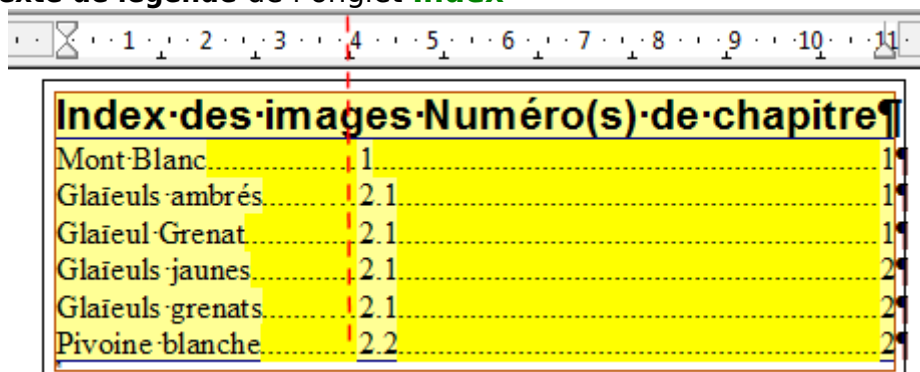 exte de légende de l'onglet Index
1 2 3 4 5 6 7 8 9 10 11
Index·des·images·Numéro(s)·de·chapitre¶
Mont·Blanc....................1....................1¶
Glaïeuls·ambrés....................2.1....................1¶
Glaïeul·Grenat....................2.1....................1¶
Glaïeuls·jaunes....................2.1....................2¶
Glaïeuls·grenats....................2.1....................2¶
Pivoine·blanche....................2.2....................2¶